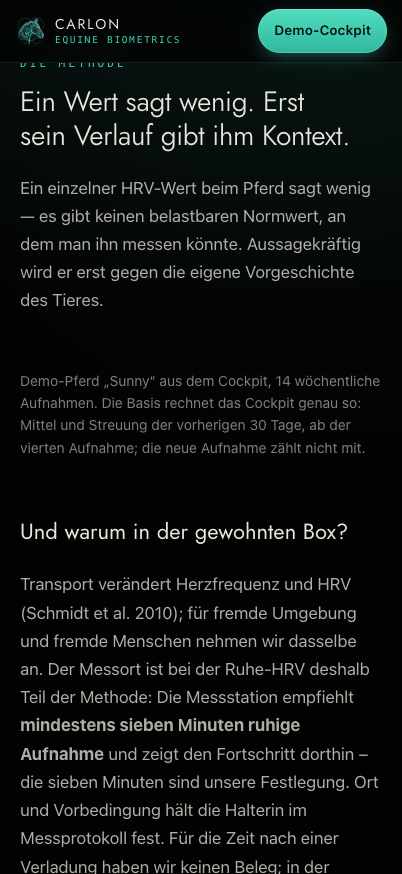 CARLON
EQUINE BIOMETRICS
Demo-Cockpit
DIE METHODE
Ein Wert sagt wenig. Erst
sein Verlauf gibt ihm Kontext.
Ein einzelner HRV-Wert beim Pferd sagt wenig
— es gibt keinen belastbaren Normwert, an
dem man ihn messen könnte. Aussagekräftig
wird er erst gegen die eigene Vorgeschichte
des Tieres.
Demo-Pferd „Sunny“ aus dem Cockpit, 14 wöchentliche
Aufnahmen. Die Basis rechnet das Cockpit genau so:
Mittel und Streuung der vorherigen 30 Tage, ab der
vierten Aufnahme; die neue Aufnahme zählt nicht mit.
Und warum in der gewohnten Box?
Transport verändert Herzfrequenz und HRV
(Schmidt et al. 2010); für fremde Umgebung
und fremde Menschen nehmen wir dasselbe
an. Der Messort ist bei der Ruhe-HRV deshalb
Teil der Methode: Die Messstation empfiehlt
mindestens sieben Minuten ruhige
Aufnahme und zeigt den Fortschritt dorthin –
die sieben Minuten sind unsere Festlegung. Ort
und Vorbedingung hält die Halterin im
Messprotokoll fest. Für die Zeit nach einer
Verladung haben wir keinen Beleg; in der